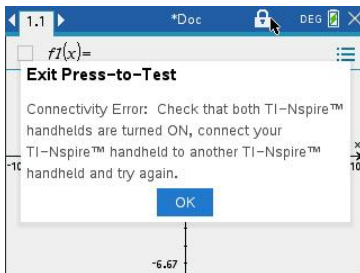 1.1 *Doc DEG
f1(x)=
Exit Press-to-Test
Connectivity Error: Check that both TI-Nspire™
handhelds are turned ON, connect your
TI-Nspire™ handheld to another TI-Nspire™
handheld and try again.
x
-10 10
OK
-6.67